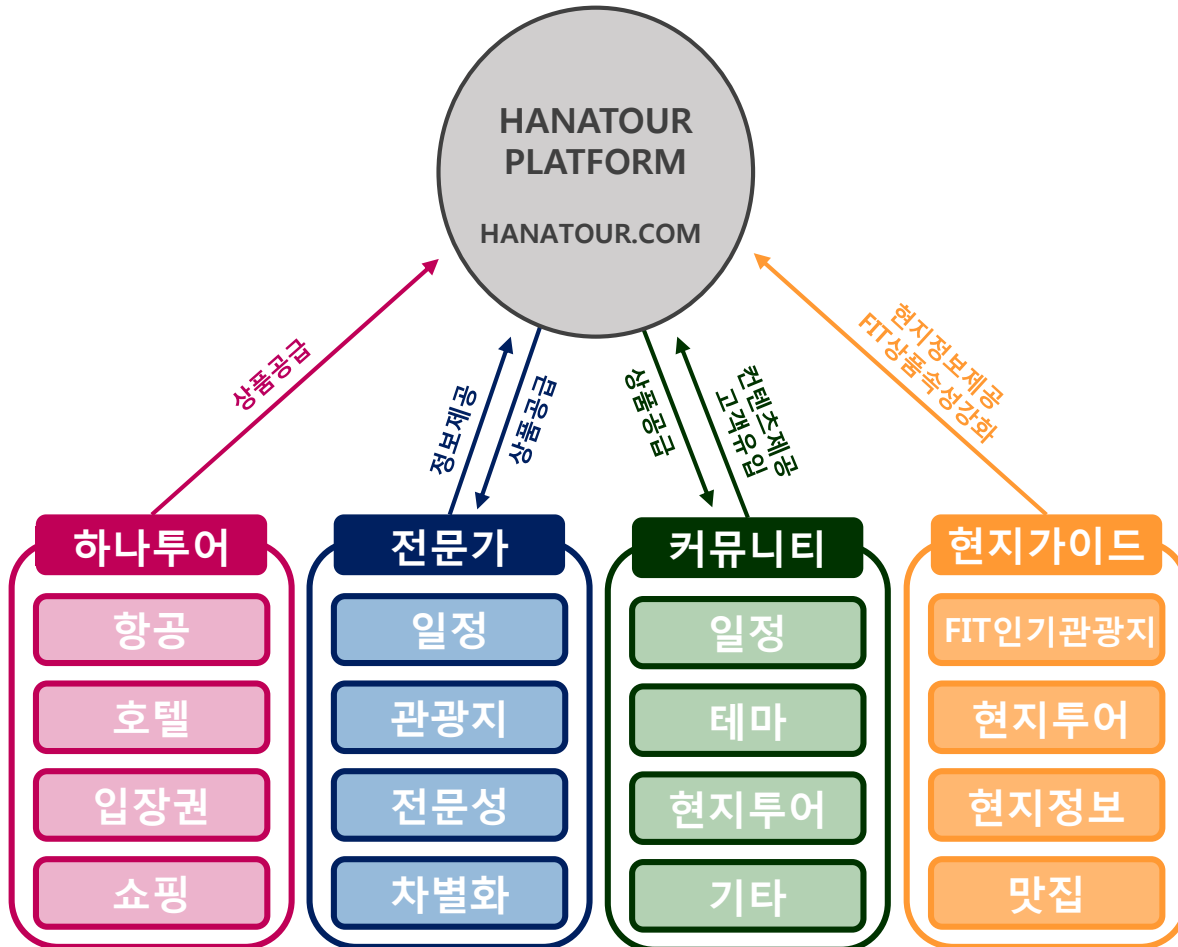 HANATOUR
PLATFORM
HANATOUR.COM
상품공급
정보제공
상품공급
상품공급
컨텐츠제공
고객유입
현지정보제공
FIT상품속성강화
하나투어
항공
호텔
입장권
쇼핑
전문가
일정
관광지
전문성
차별화
커뮤니티
일정
테마
현지투어
기타
현지가이드
FIT인기관광지
현지투어
현지정보
맛집